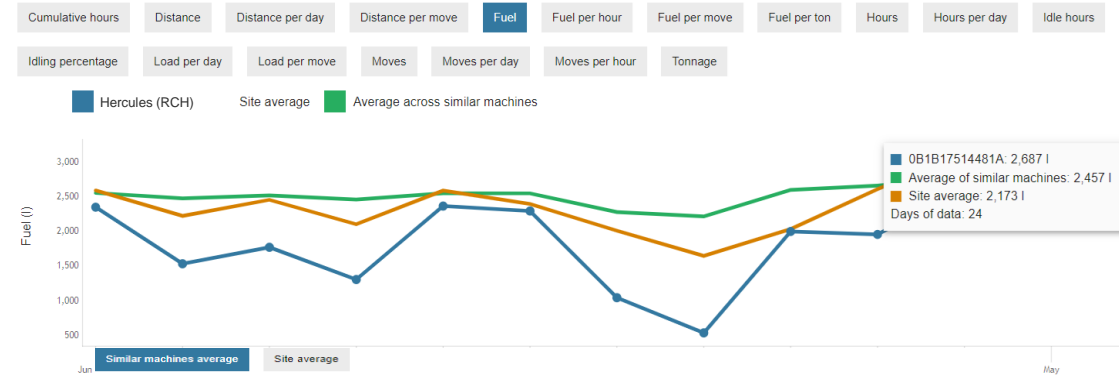 Cumulative hours Distance Distance per day Distance per move Fuel Fuel per hour Fuel per move Fuel per ton Hours Hours per day Idle hours
Idling percentage Load per day Load per move Moves Moves per day Moves per hour Tonnage
Hercules (RCH) Site average Average across similar machines
3,000
2,500
2,000
1,500
1,000
500
Fuel (l)
0B1B17514481A: 2,687 l
Average of similar machines: 2,457 l
Site average: 2,173 l
Days of data: 24
Similar machines average Site average
Jun May